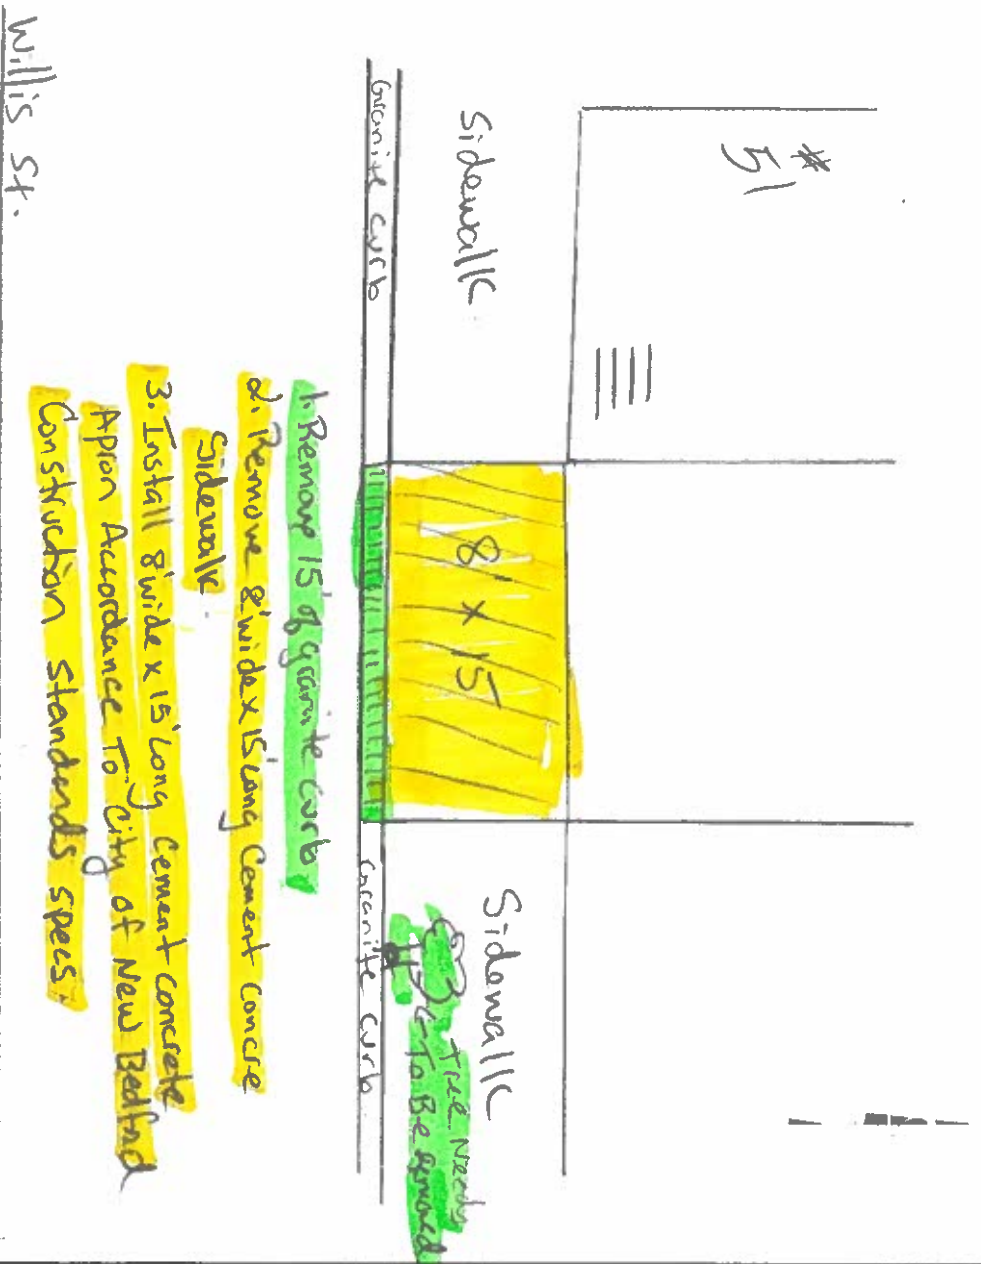 # 51
Sidewalk
Granite curb
8 x 15
Sidewalk
Tree Needs
To Be Removed
Granite curb
1. Remove 15' of granite curb
2. Remove 8' wide x 15' Long Cement concre
Sidewalk.
3. Install 8' wide x 15' Long Cement concrete
Apron Accordance To City of New Bedford
Construction Standards specs.
Willis St.